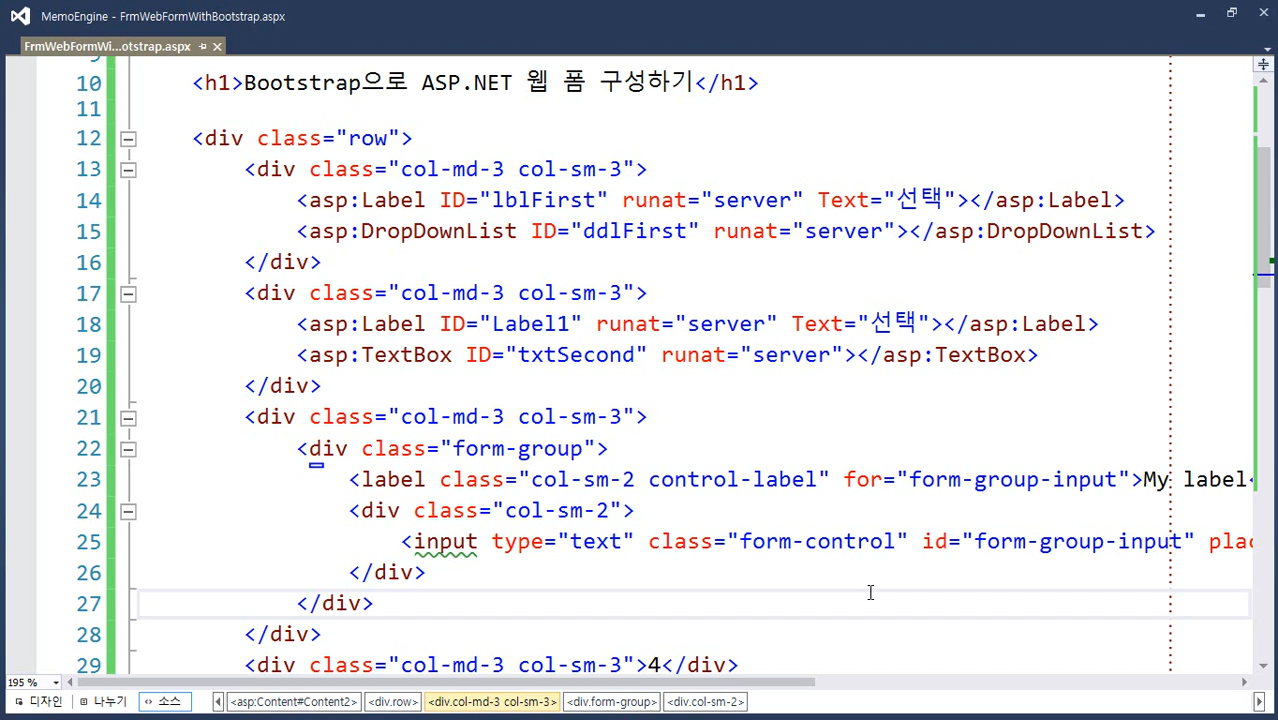 MemoEngine - FrmWebFormWithBootstrap.aspx
FrmWebFormWi...otstrap.aspx
9
10 <h1>Bootstrap으로 ASP.NET 웹 폼 구성하기</h1>
11
12 <div class="row">
13 <div class="col-md-3 col-sm-3">
14 <asp:Label ID="lblFirst" runat="server" Text="선택"></asp:Label>
15 <asp:DropDownList ID="ddlFirst" runat="server"></asp:DropDownList>
16 </div>
17 <div class="col-md-3 col-sm-3">
18 <asp:Label ID="Label1" runat="server" Text="선택"></asp:Label>
19 <asp:TextBox ID="txtSecond" runat="server"></asp:TextBox>
20 </div>
21 <div class="col-md-3 col-sm-3">
22 <div class="form-group">
23 <label class="col-sm-2 control-label" for="form-group-input">My label<
24 <div class="col-sm-2">
25 <input type="text" class="form-control" id="form-group-input" plac
26 </div>
27 </div>
28 </div>
29 <div class="col-md-3 col-sm-3">4</div>
195 %
디자인 나누기 소스 <asp:Content#Content2> <div.row> <div.col-md-3 col-sm-3> <div.form-group> <div.col-sm-2>